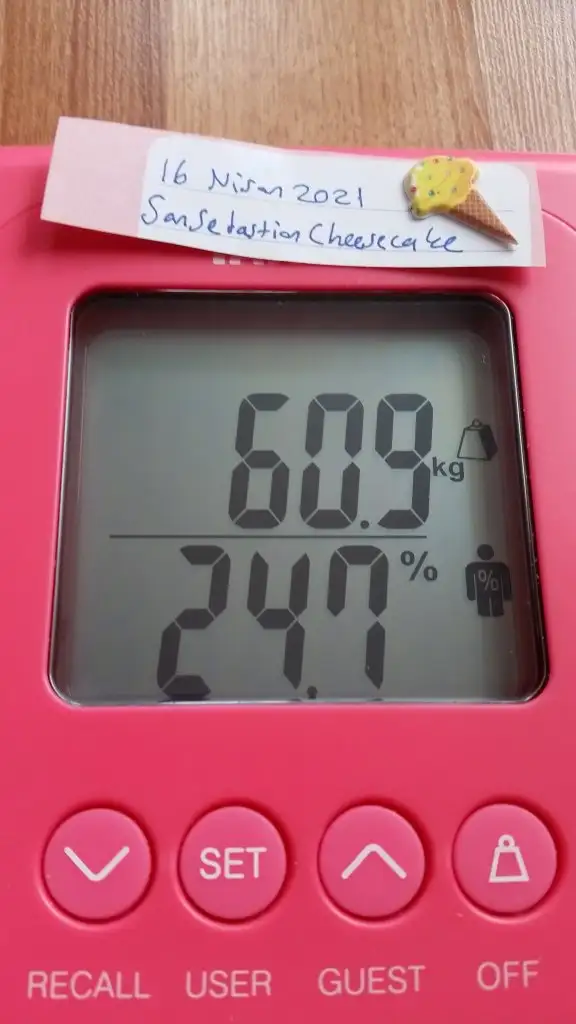 16 Nisan 2021
SanSebastian Cheesecake
60.9 kg
24.7 %
%
SET
RECALL USER GUEST OFF